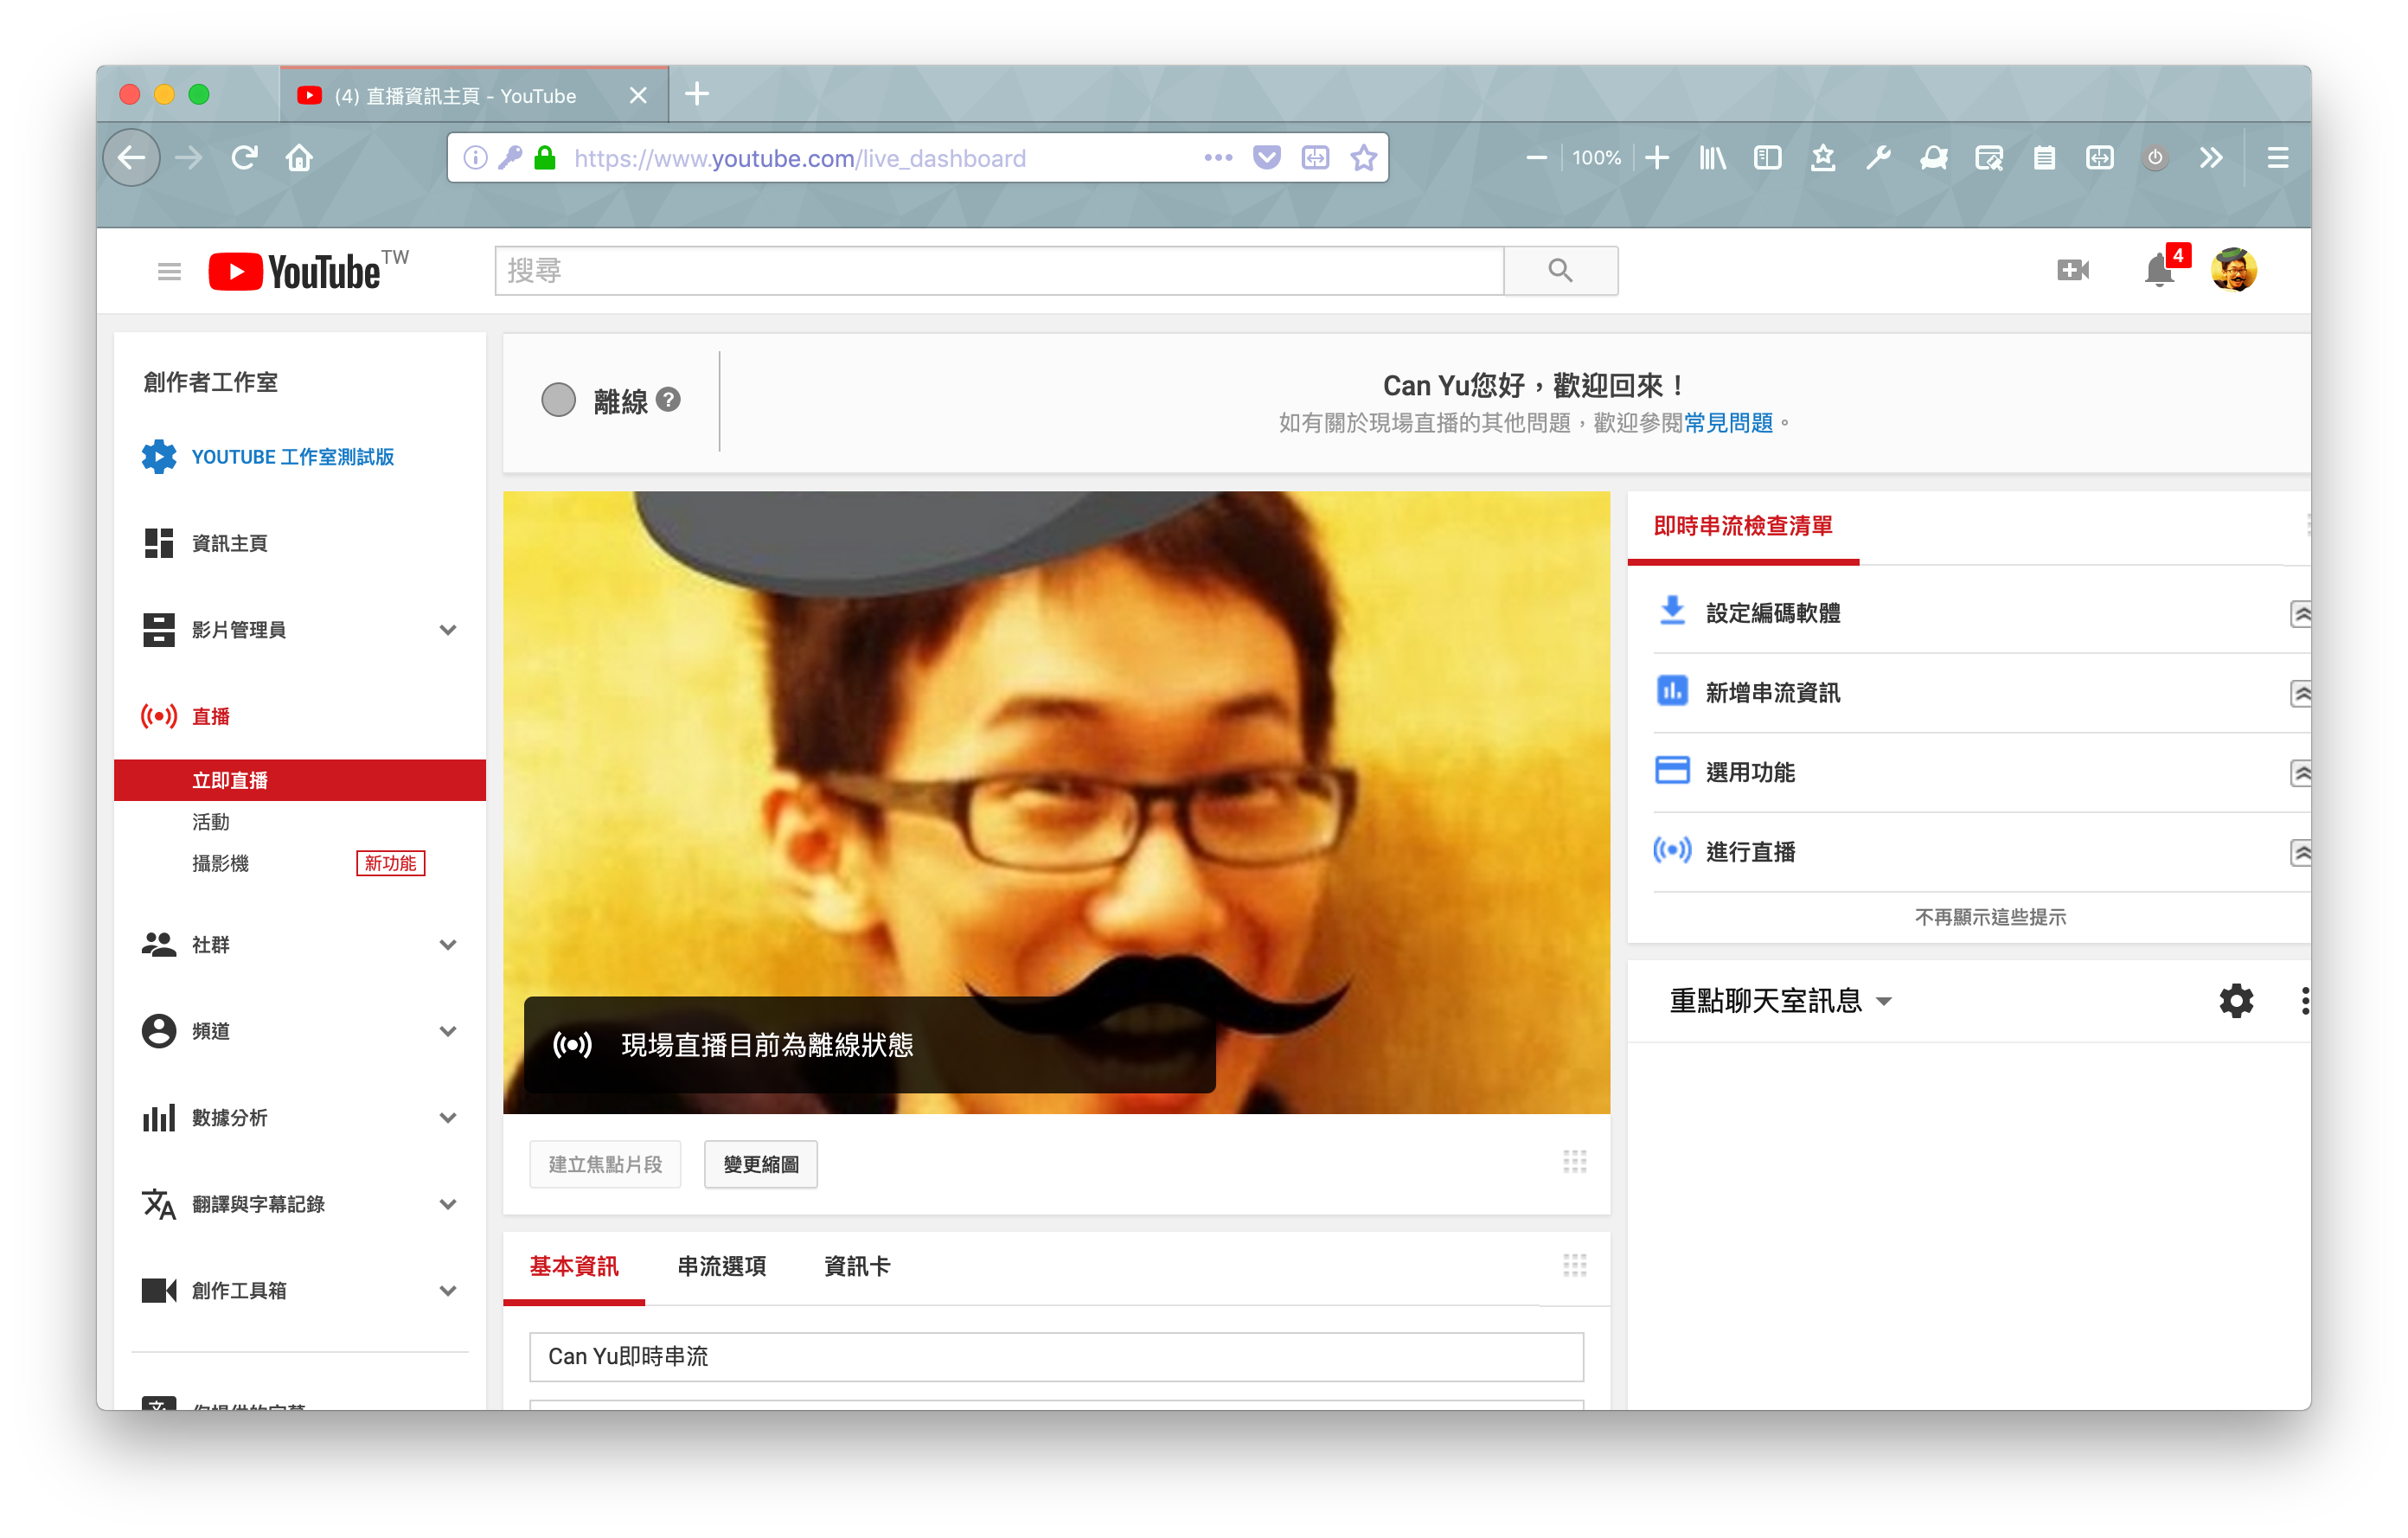 (4) 直播資訊主頁 - YouTube
https://www.youtube.com/live_dashboard
100%
YouTube TW
搜尋
4
創作者工作室
YOUTUBE 工作室測試版
資訊主頁
影片管理員
直播
立即直播
活動
攝影機 新功能
社群
頻道
數據分析
翻譯與字幕記錄
創作工具箱
離線
Can Yu您好，歡迎回來！
如有關於現場直播的其他問題，歡迎參閱常見問題。
現場直播目前為離線狀態
建立焦點片段 變更縮圖
基本資訊 串流選項 資訊卡
Can Yu即時串流
即時串流檢查清單
設定編碼軟體
新增串流資訊
選用功能
進行直播
不再顯示這些提示
重點聊天室訊息